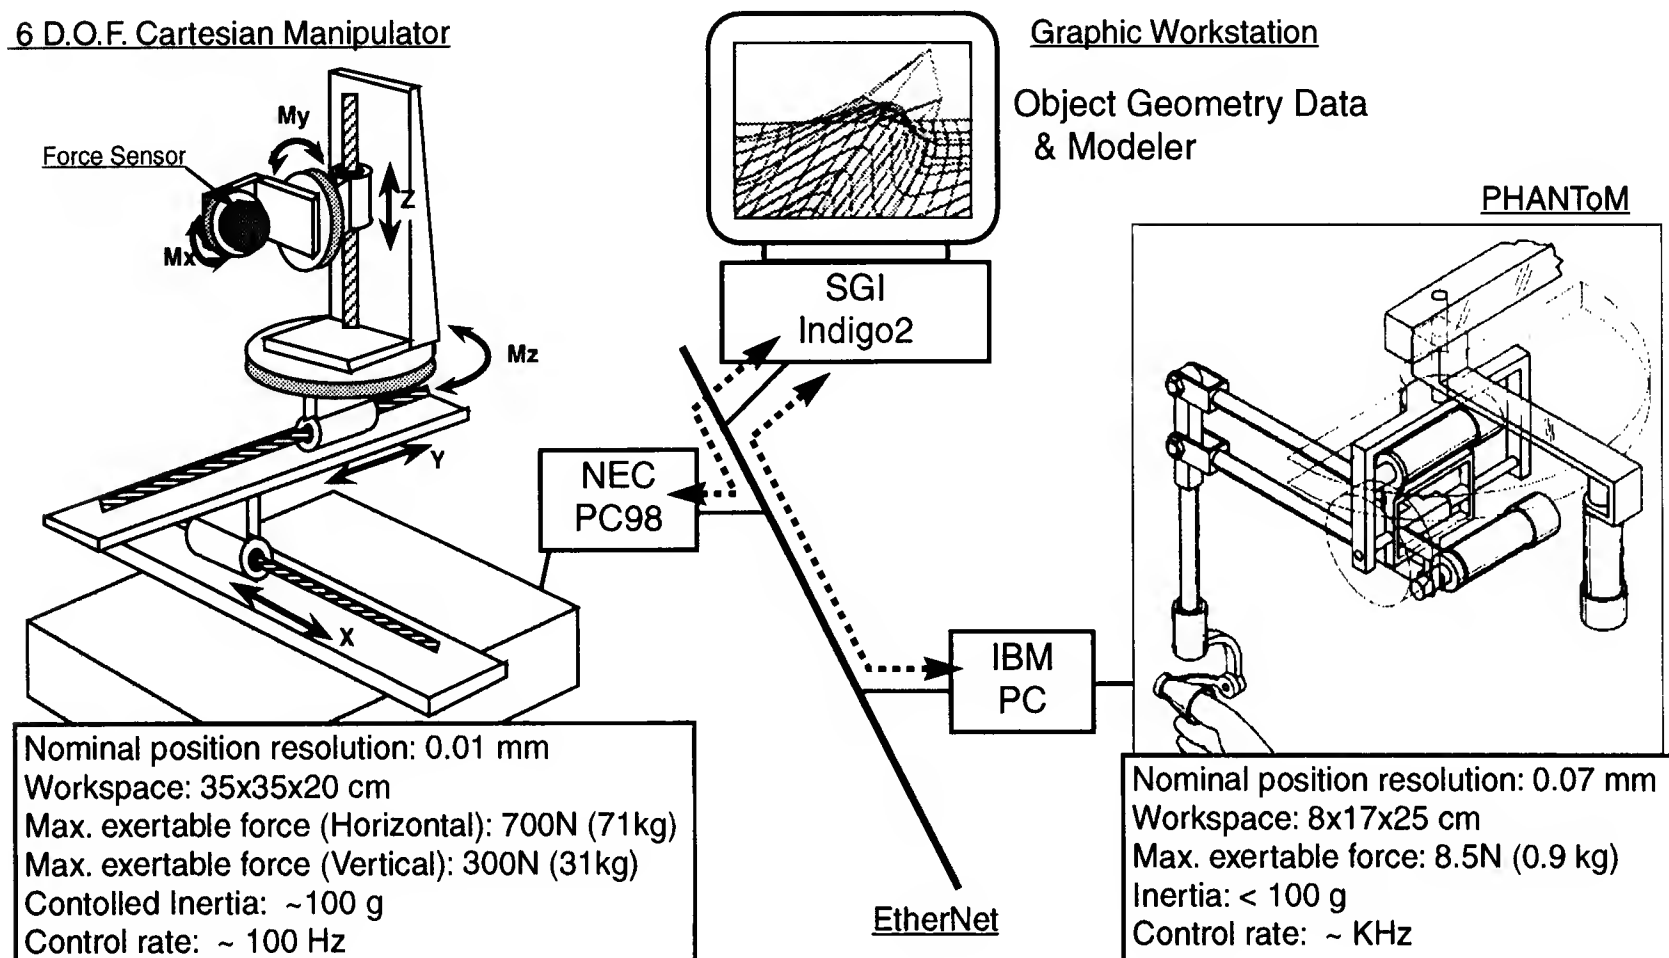 6 D.O.F. Cartesian Manipulator
My
Force Sensor
Z
Mx
Mz
Y
X
Nominal position resolution: 0.01 mm
Workspace: 35x35x20 cm
Max. exertable force (Horizontal): 700N (71kg)
Max. exertable force (Vertical): 300N (31kg)
Contolled Inertia: ~100 g
Control rate: ~ 100 Hz
Graphic Workstation
Object Geometry Data
& Modeler
SGI
Indigo2
NEC
PC98
IBM
PC
EtherNet
PHANToM
Nominal position resolution: 0.07 mm
Workspace: 8x17x25 cm
Max. exertable force: 8.5N (0.9 kg)
Inertia: < 100 g
Control rate: ~ KHz